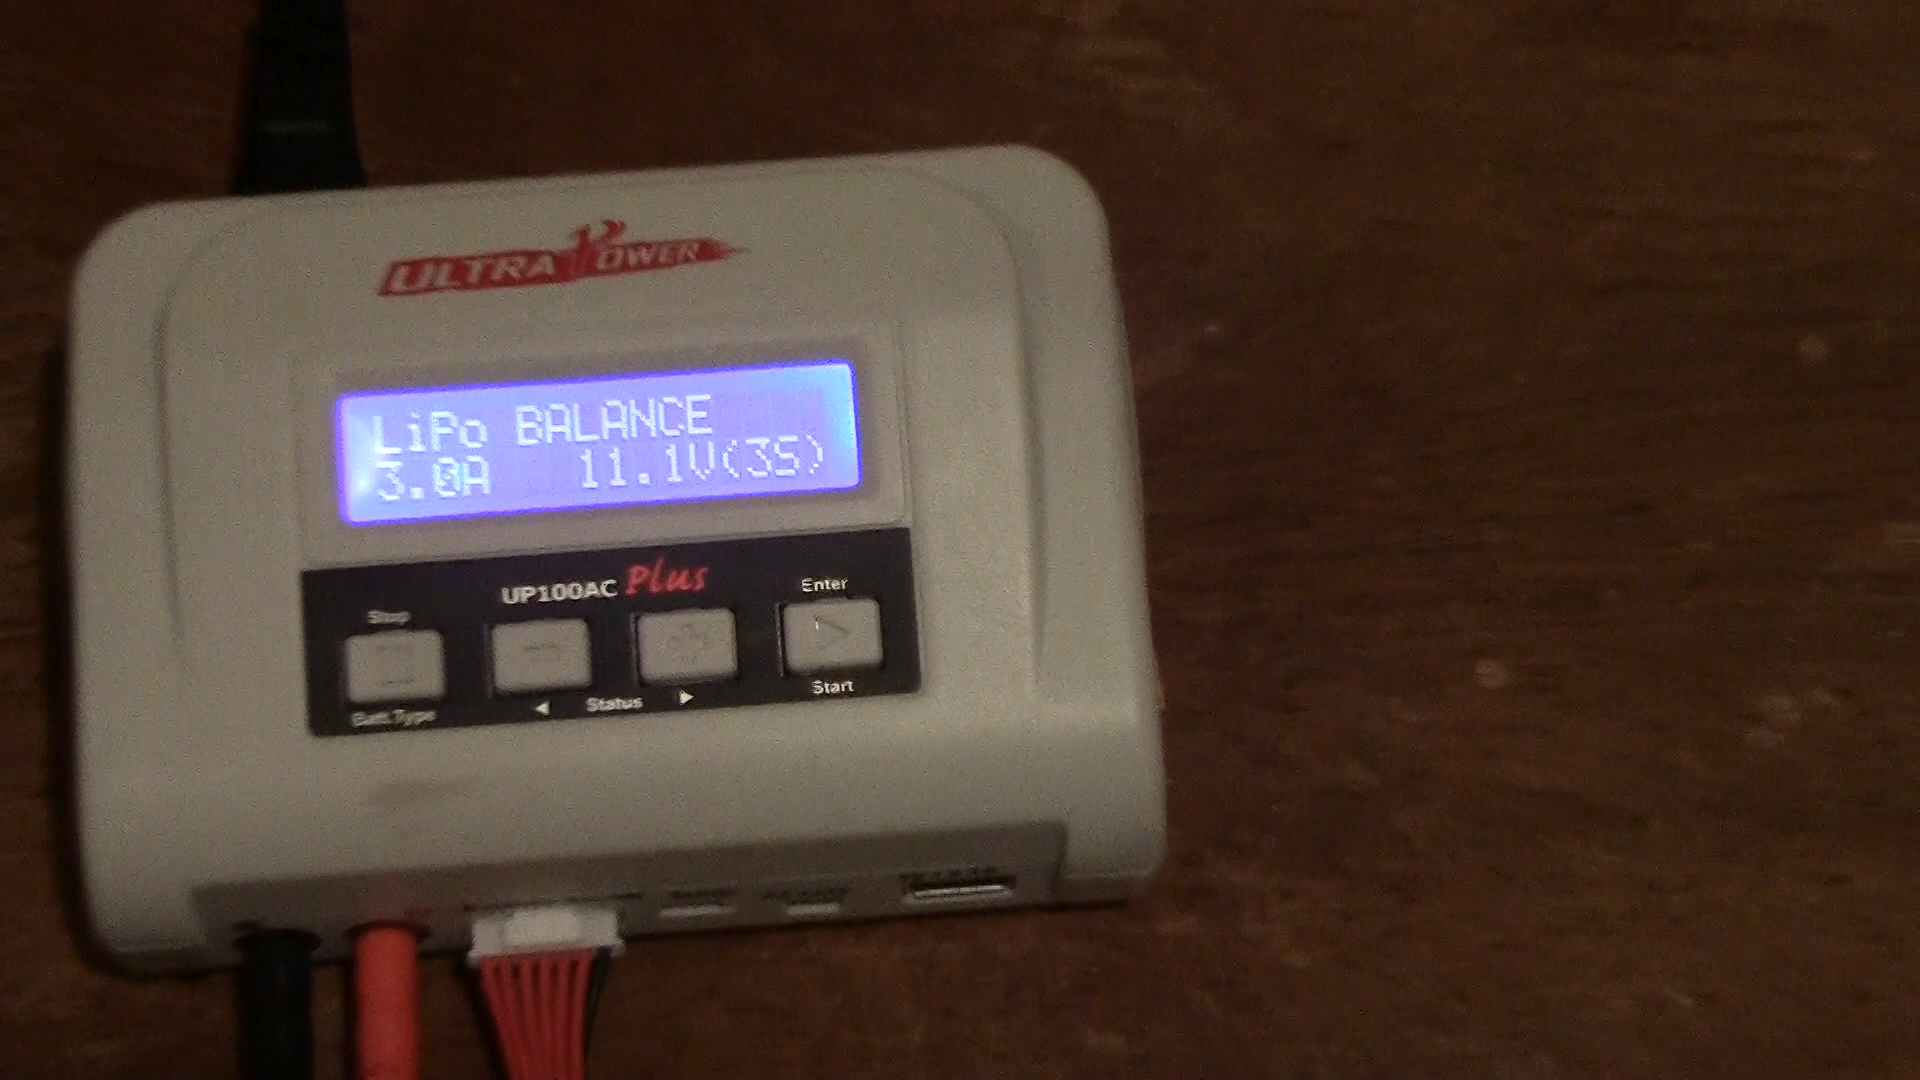 ULTRA POWER
LiPo BALANCE
3.0A 11.1V(3S)
UP100AC Plus
Stop
Enter
Batt.Type
Status
Start